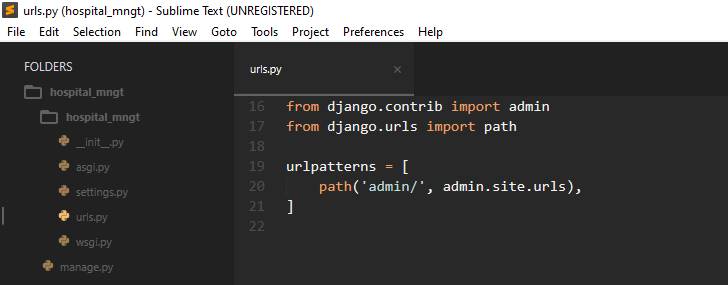 urls.py (hospital_mngt) - Sublime Text (UNREGISTERED)
File Edit Selection Find View Goto Tools Project Preferences Help
FOLDERS
hospital_mngt
hospital_mngt
__init__.py
asgi.py
settings.py
urls.py
wsgi.py
manage.py
urls.py ×
16 from django.contrib import admin
17 from django.urls import path
18
19 urlpatterns = [
20     path('admin/', admin.site.urls),
21 ]
22